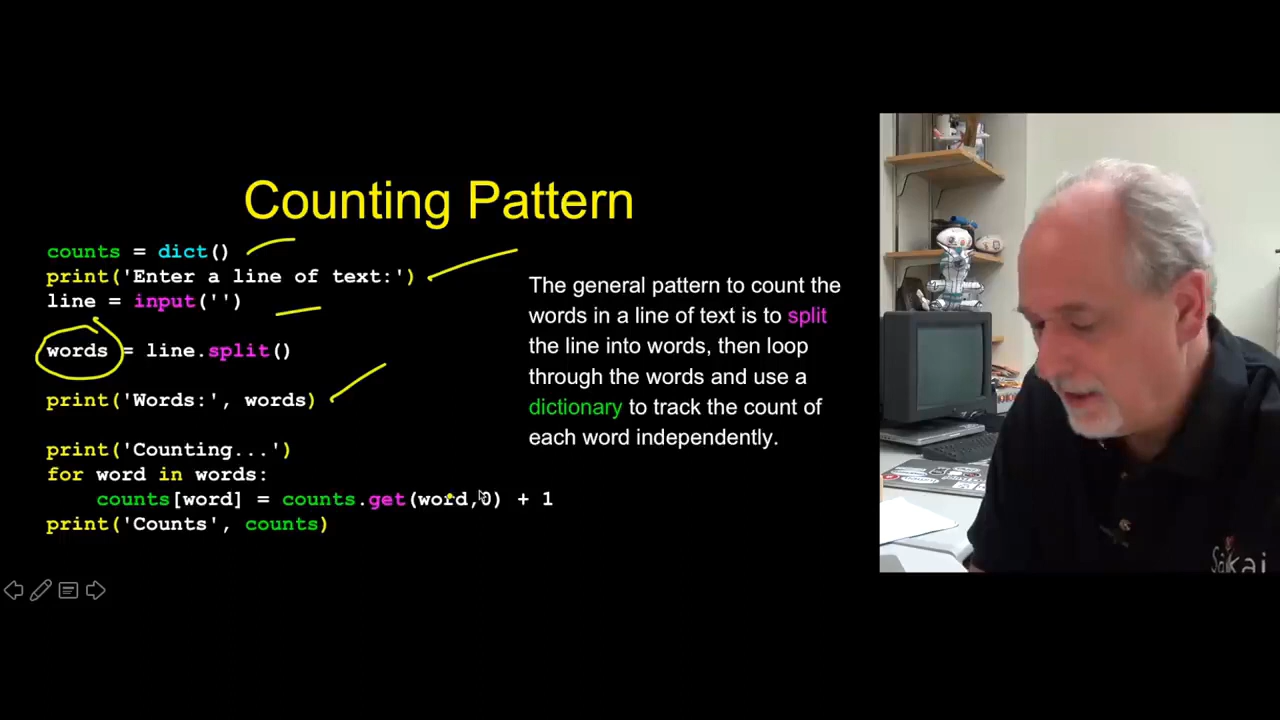 Counting Pattern
counts = dict()
print('Enter a line of text:')
line = input('')
words = line.split()
print('Words:', words)
print('Counting...')
for word in words:
    counts[word] = counts.get(word,0) + 1
print('Counts', counts)
The general pattern to count the
words in a line of text is to split
the line into words, then loop
through the words and use a
dictionary to track the count of
each word independently.
Sakai